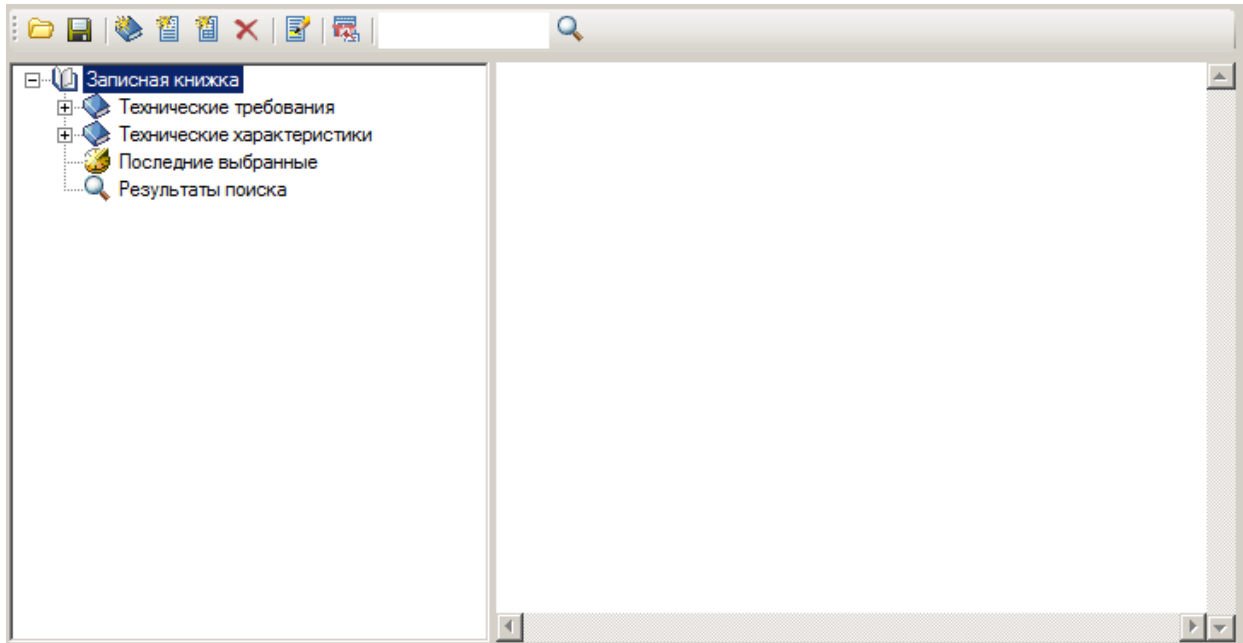 Записная книжка
Технические требования
Технические характеристики
Последние выбранные
Результаты поиска